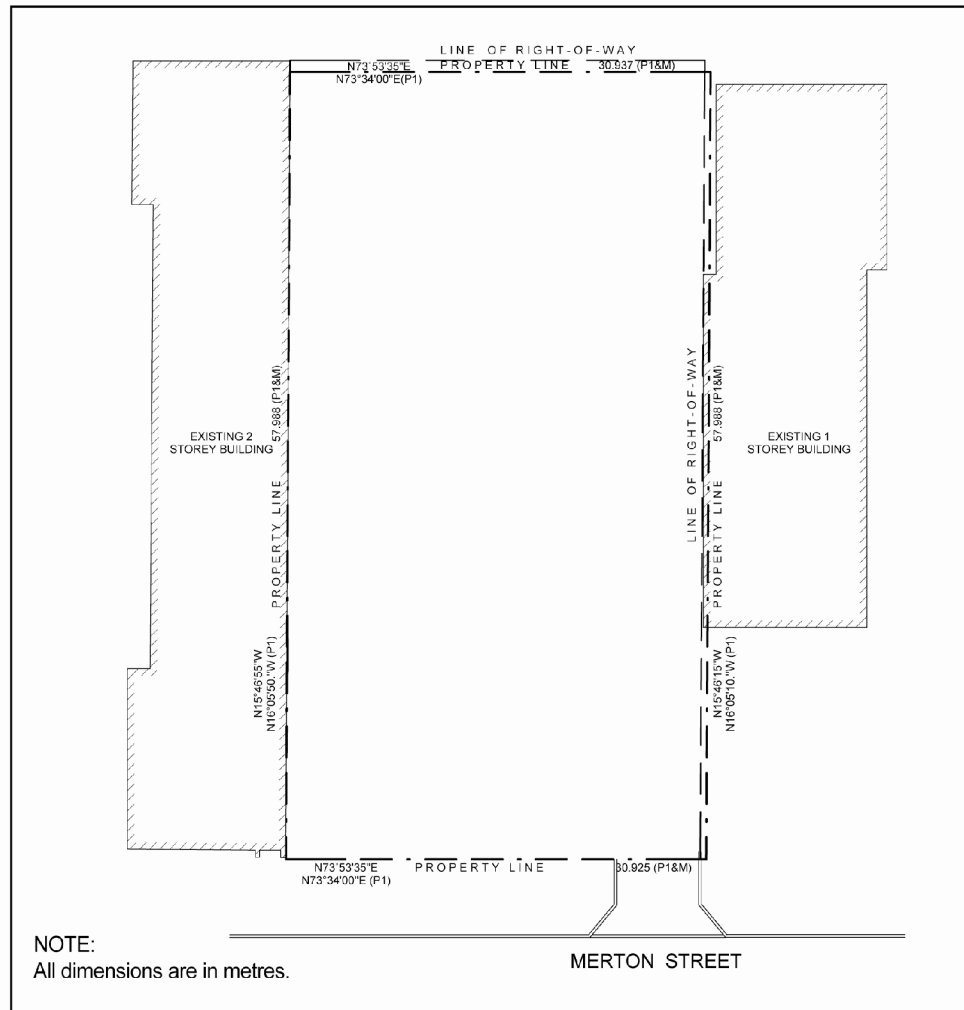 LINE OF RIGHT-OF-WAY
N73°53'35"E PROPERTY LINE 30.937 (P1&M)
N73°34'00"E(P1)
57.988 (P1&M)
PROPERTY LINE
N15°46'55"W
N16°05'50."W (P1)
EXISTING 2
STOREY BUILDING
LINE OF RIGHT-OF-WAY
57.988 (P1&M)
PROPERTY LINE
N15°46'15"W
N16°05'10."W (P1)
EXISTING 1
STOREY BUILDING
N73°53'35"E PROPERTY LINE 30.925 (P1&M)
N73°34'00"E (P1)
NOTE:
All dimensions are in metres.
MERTON STREET